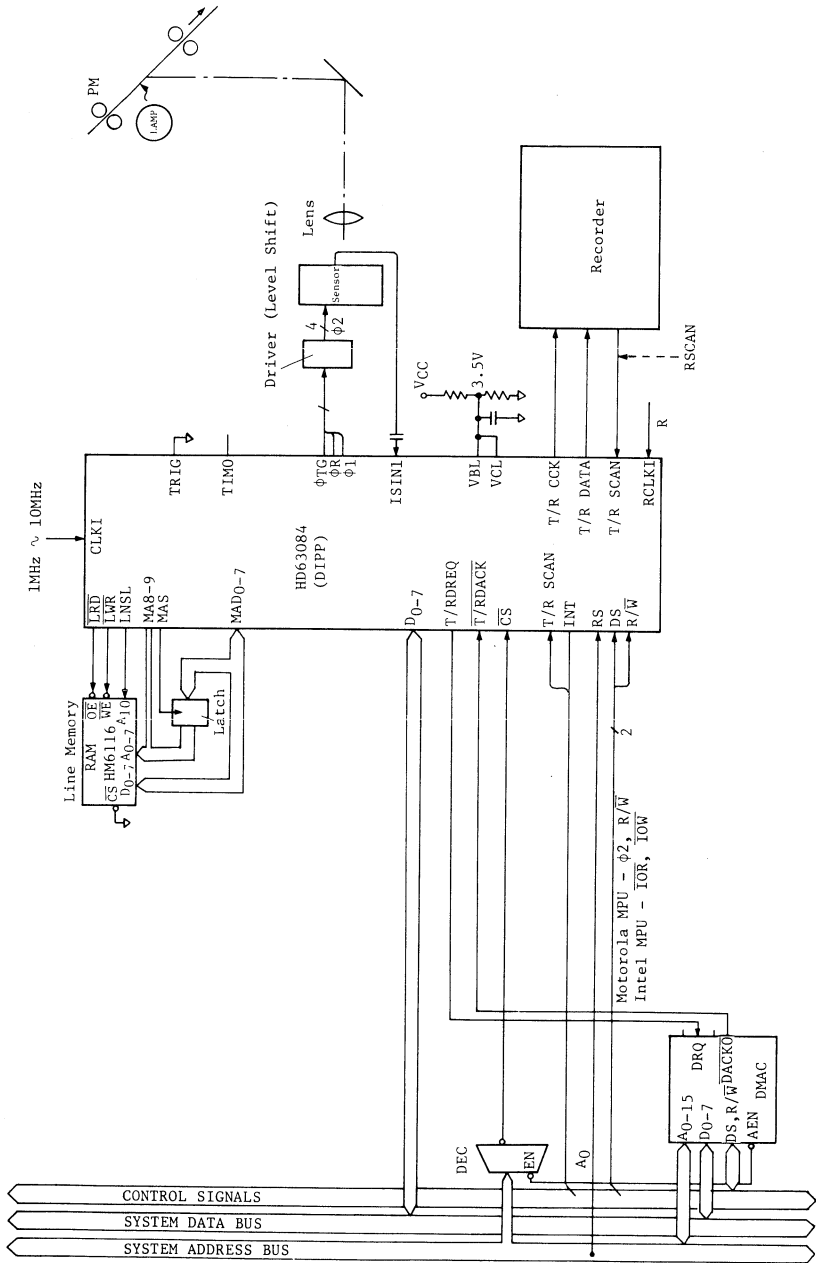 PM
LAMP
Lens
Driver (Level Shift)
Sensor
4
ϕ2
Recorder
RSCAN
VCC
3.5V
R
1MHz ~ 10MHz
CLKI
TRIG
TIMO
ϕTG
ϕR
ϕ1
ISIN1
VBL
VCL
T/R CCK
T/R DATA
T/R SCAN
RCLKI
HD63084
(DIPP)
LRD
LWR
LNSL
MA8-9
MAS
MAD0-7
D0-7
T/RDREQ
T/RDACK
CS
T/R SCAN
INT
RS
DS
R/W
Line Memory
RAM
OE
WE
HM6116
A10
CS
D0-7 A0-7
Latch
2
Motorola MPU - ϕ2, R/W
Intel MPU - IOR, IOW
DEC
EN
A0
DRQ
DACK0
DMAC
A0-15
D0-7
DS,R/W
AEN
CONTROL SIGNALS
SYSTEM DATA BUS
SYSTEM ADDRESS BUS